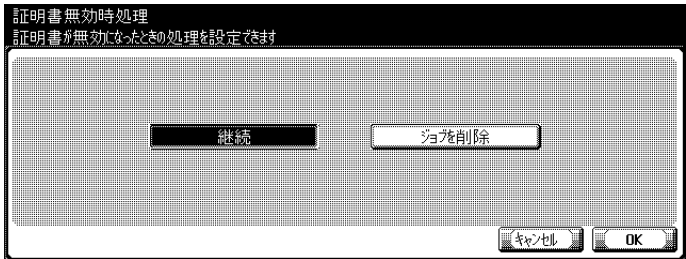 証明書無効時処理
証明書が無効になったときの処理を設定できます
継続
ジョブを削除
キャンセル
OK